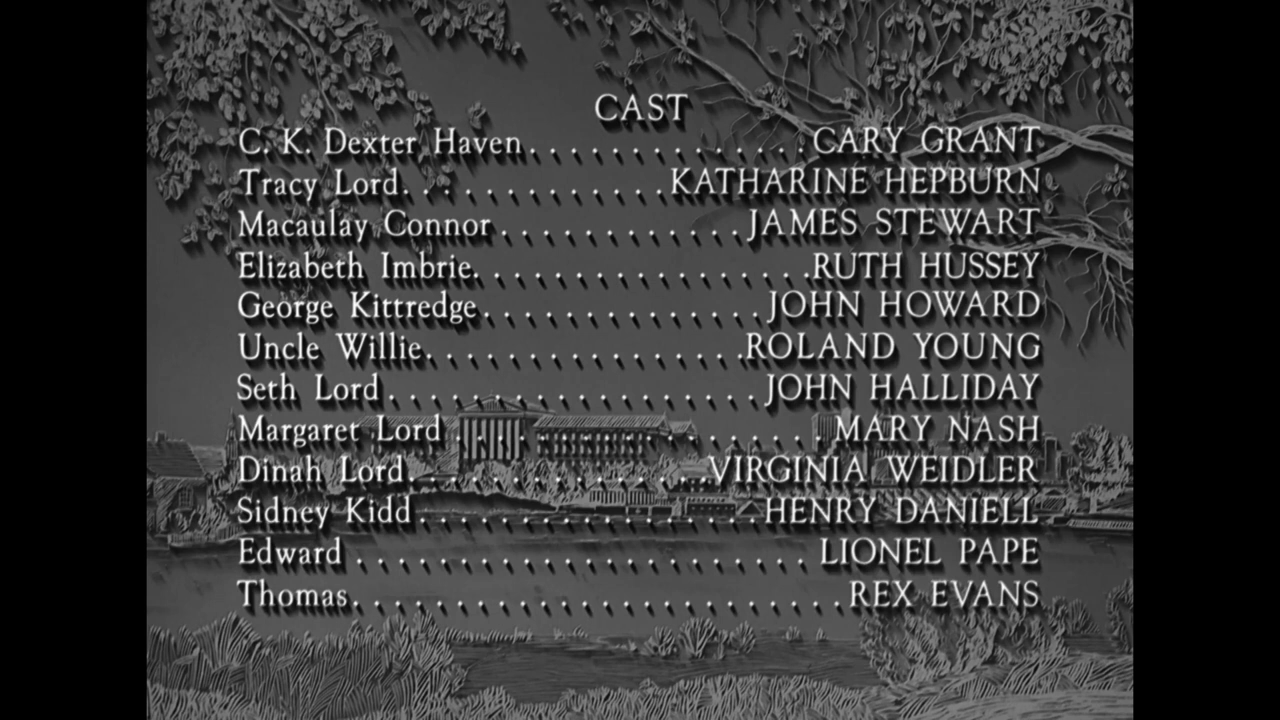 CAST
C. K. Dexter Haven . . . . . . . . . . . . . . CARY GRANT
Tracy Lord . . . . . . . . . . . KATHARINE HEPBURN
Macaulay Connor . . . . . . . . . . . . JAMES STEWART
Elizabeth Imbrie . . . . . . . . . . . . . . . . . RUTH HUSSEY
George Kittredge . . . . . . . . . . . . . . JOHN HOWARD
Uncle Willie . . . . . . . . . . . . . . . . ROLAND YOUNG
Seth Lord . . . . . . . . . . . . . . . . . . JOHN HALLIDAY
Margaret Lord . . . . . . . . . . . . . . . . . . MARY NASH
Dinah Lord . . . . . . . . . . . . . . . VIRGINIA WEIDLER
Sidney Kidd . . . . . . . . . . . . . . . . . HENRY DANIELL
Edward . . . . . . . . . . . . . . . . . . . . . . LIONEL PAPE
Thomas . . . . . . . . . . . . . . . . . . . . . . . . REX EVANS